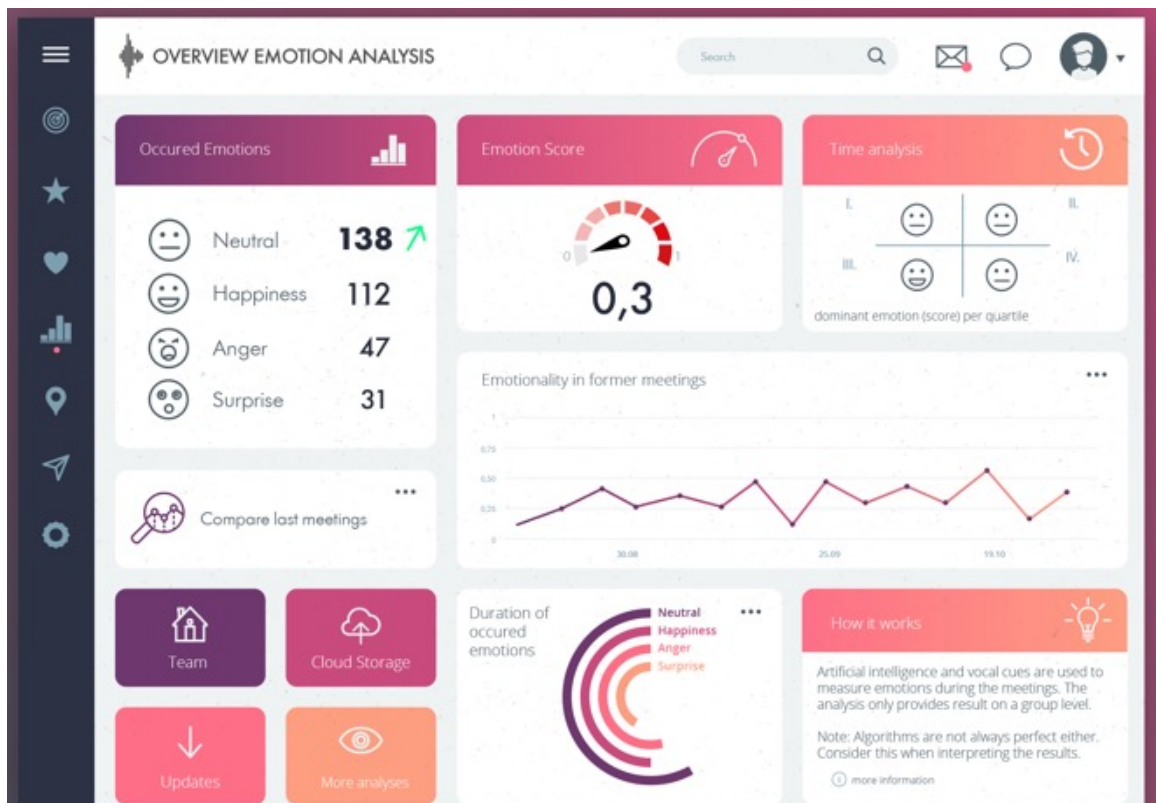 OVERVIEW EMOTION ANALYSIS
Search
Occured Emotions
Neutral 138
Happiness 112
Anger 47
Surprise 31
Emotion Score
0 1
0,3
Time analysis
I. II.
III. IV.
dominant emotion (score) per quartile
Compare last meetings
Emotionality in former meetings
1
0,75
0,50
0,25
0
30.08 25.09 19.10
Team
Cloud Storage
Updates
More analyses
Duration of
occured
emotions
Neutral
Happiness
Anger
Surprise
How it works
Artificial intelligence and vocal cues are used to
measure emotions during the meetings. The
analysis only provides result on a group level.
Note: Algorithms are not always perfect either.
Consider this when interpreting the results.
i more information